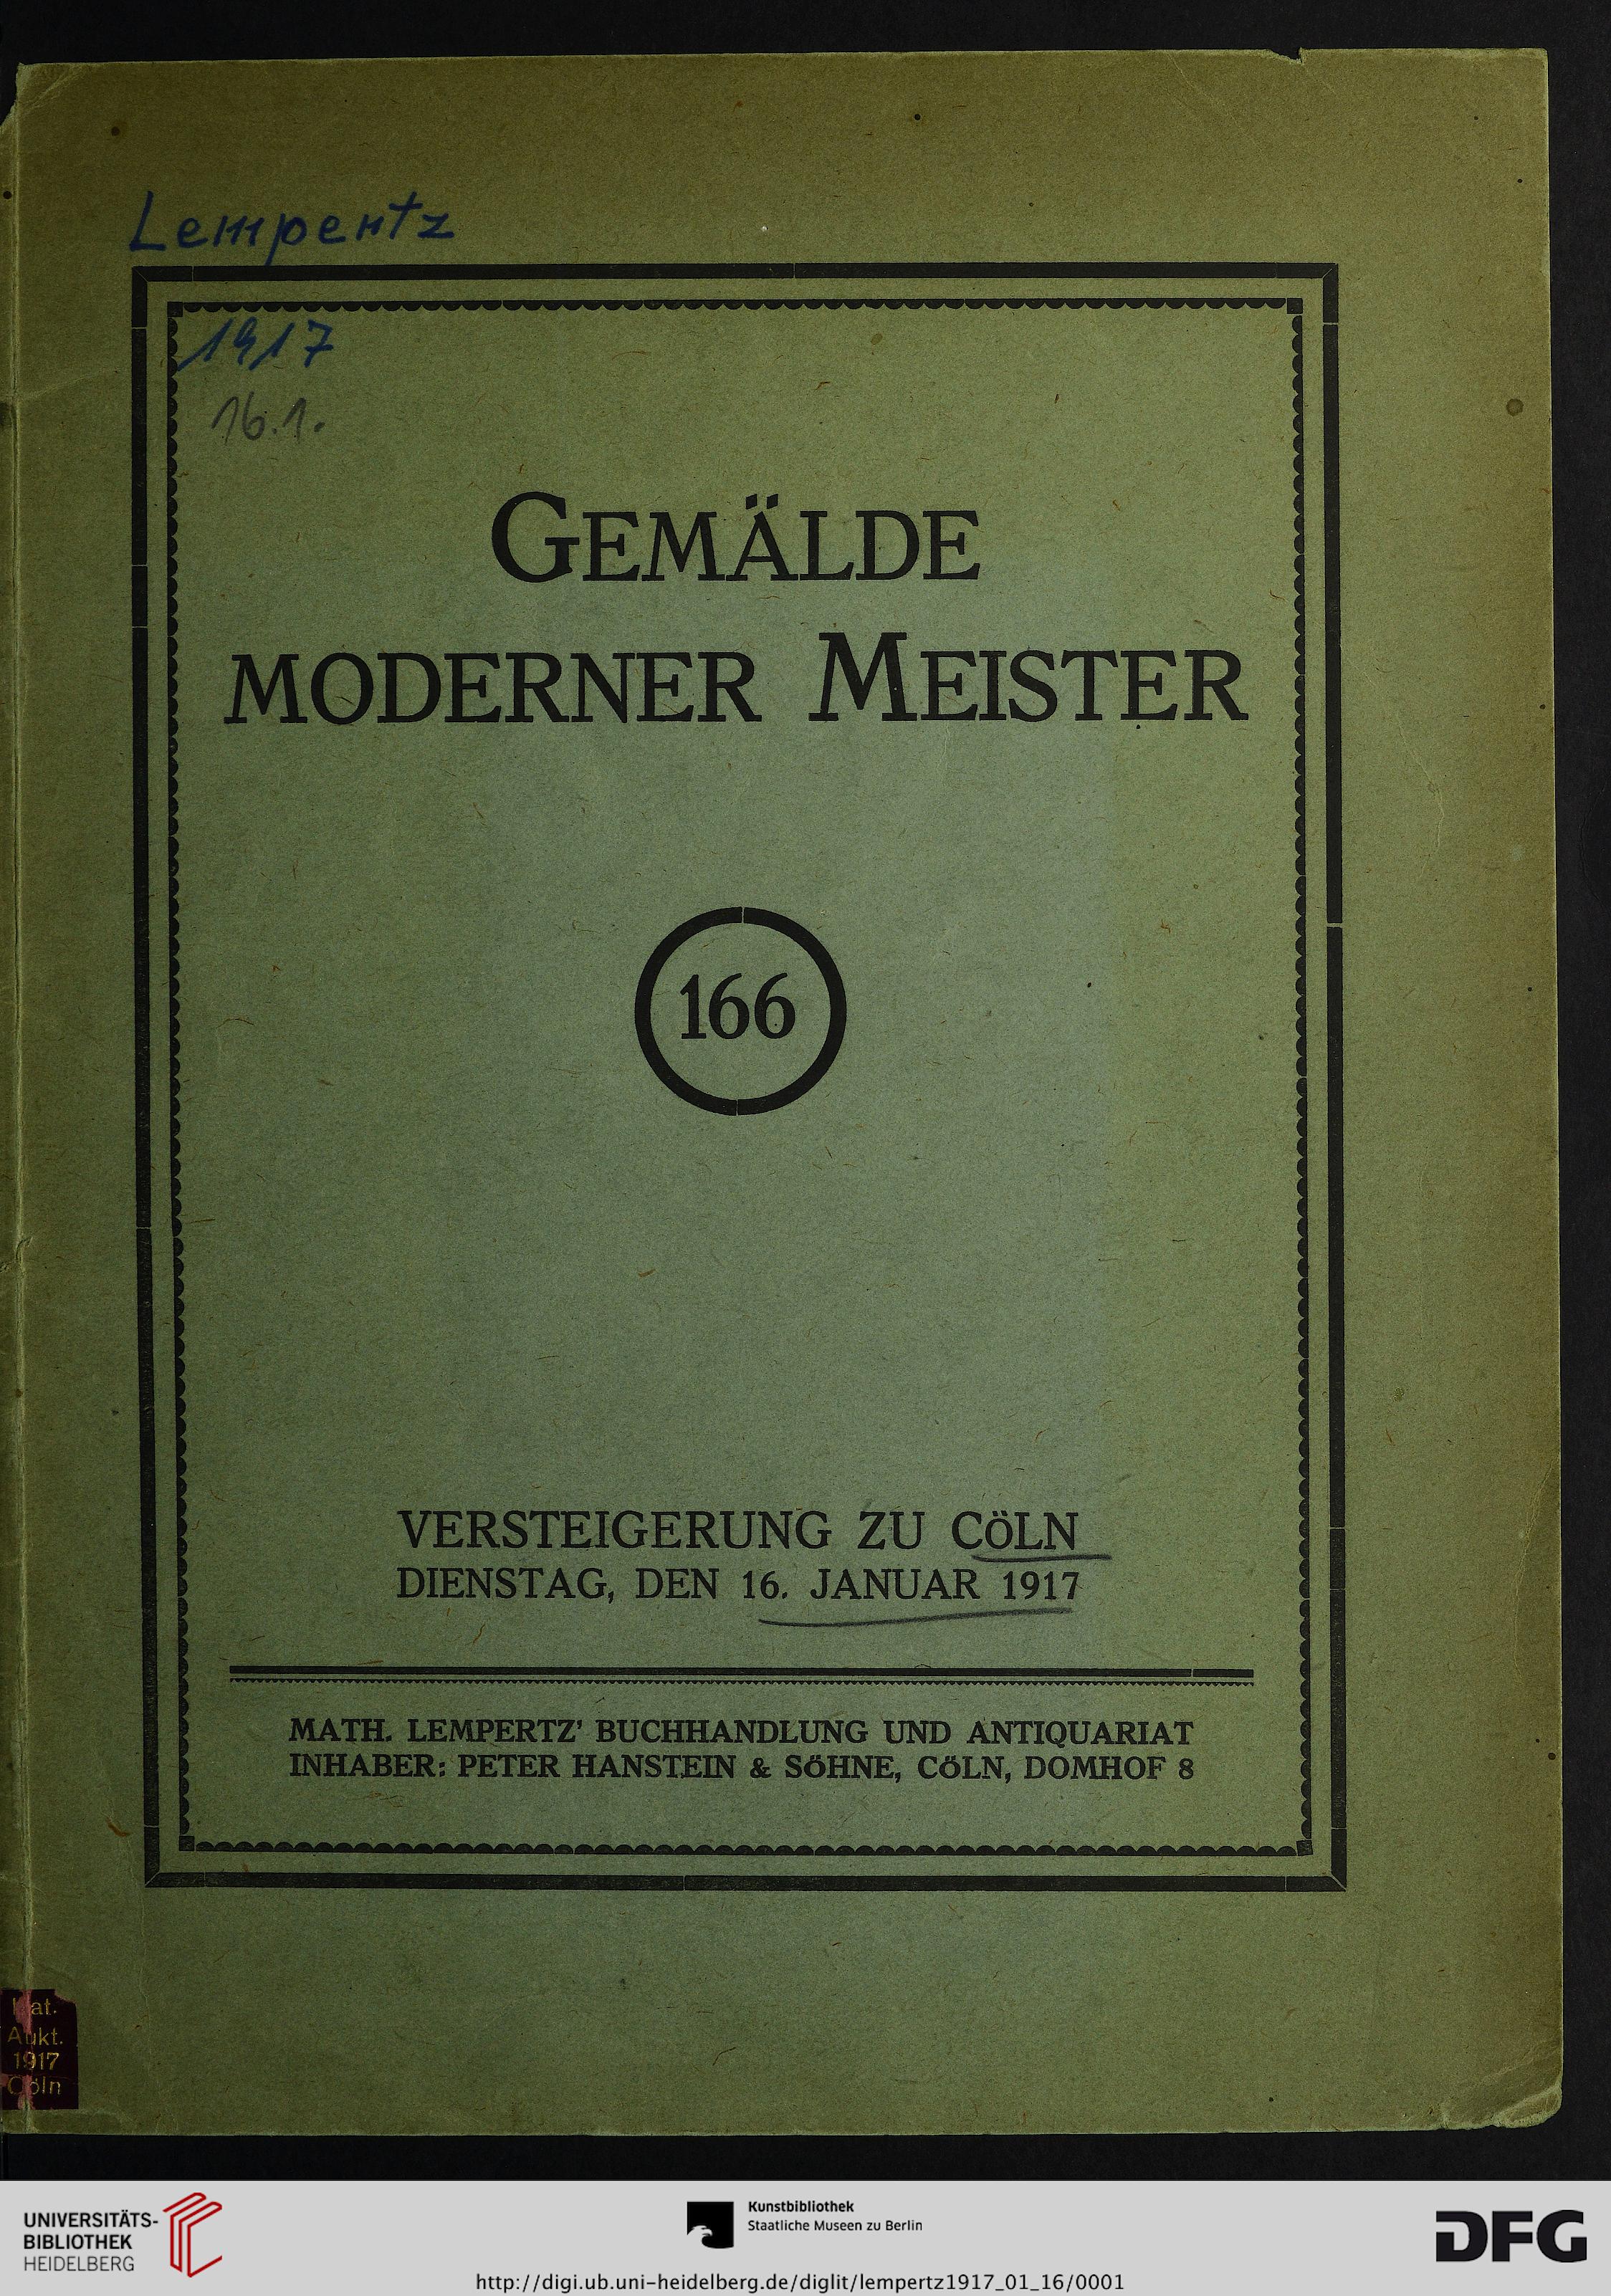 Lempertz
1917
16.1.
GEMÄLDE
MODERNER MEISTER
166
VERSTEIGERUNG ZU CÖLN
DIENSTAG, DEN 16. JANUAR 1917
MATH. LEMPERTZ' BUCHHANDLUNG UND ANTIQUARIAT
INHABER: PETER HANSTEIN & SÖHNE, CÖLN, DOMHOF 8
Kat.
Aukt.
1917
Cöln
UNIVERSITÄTS-
BIBLIOTHEK
HEIDELBERG
Kunstbibliothek
Staatliche Museen zu Berlin
DFG
http://digi.ub.uni-heidelberg.de/diglit/lempertz1917_01_16/0001